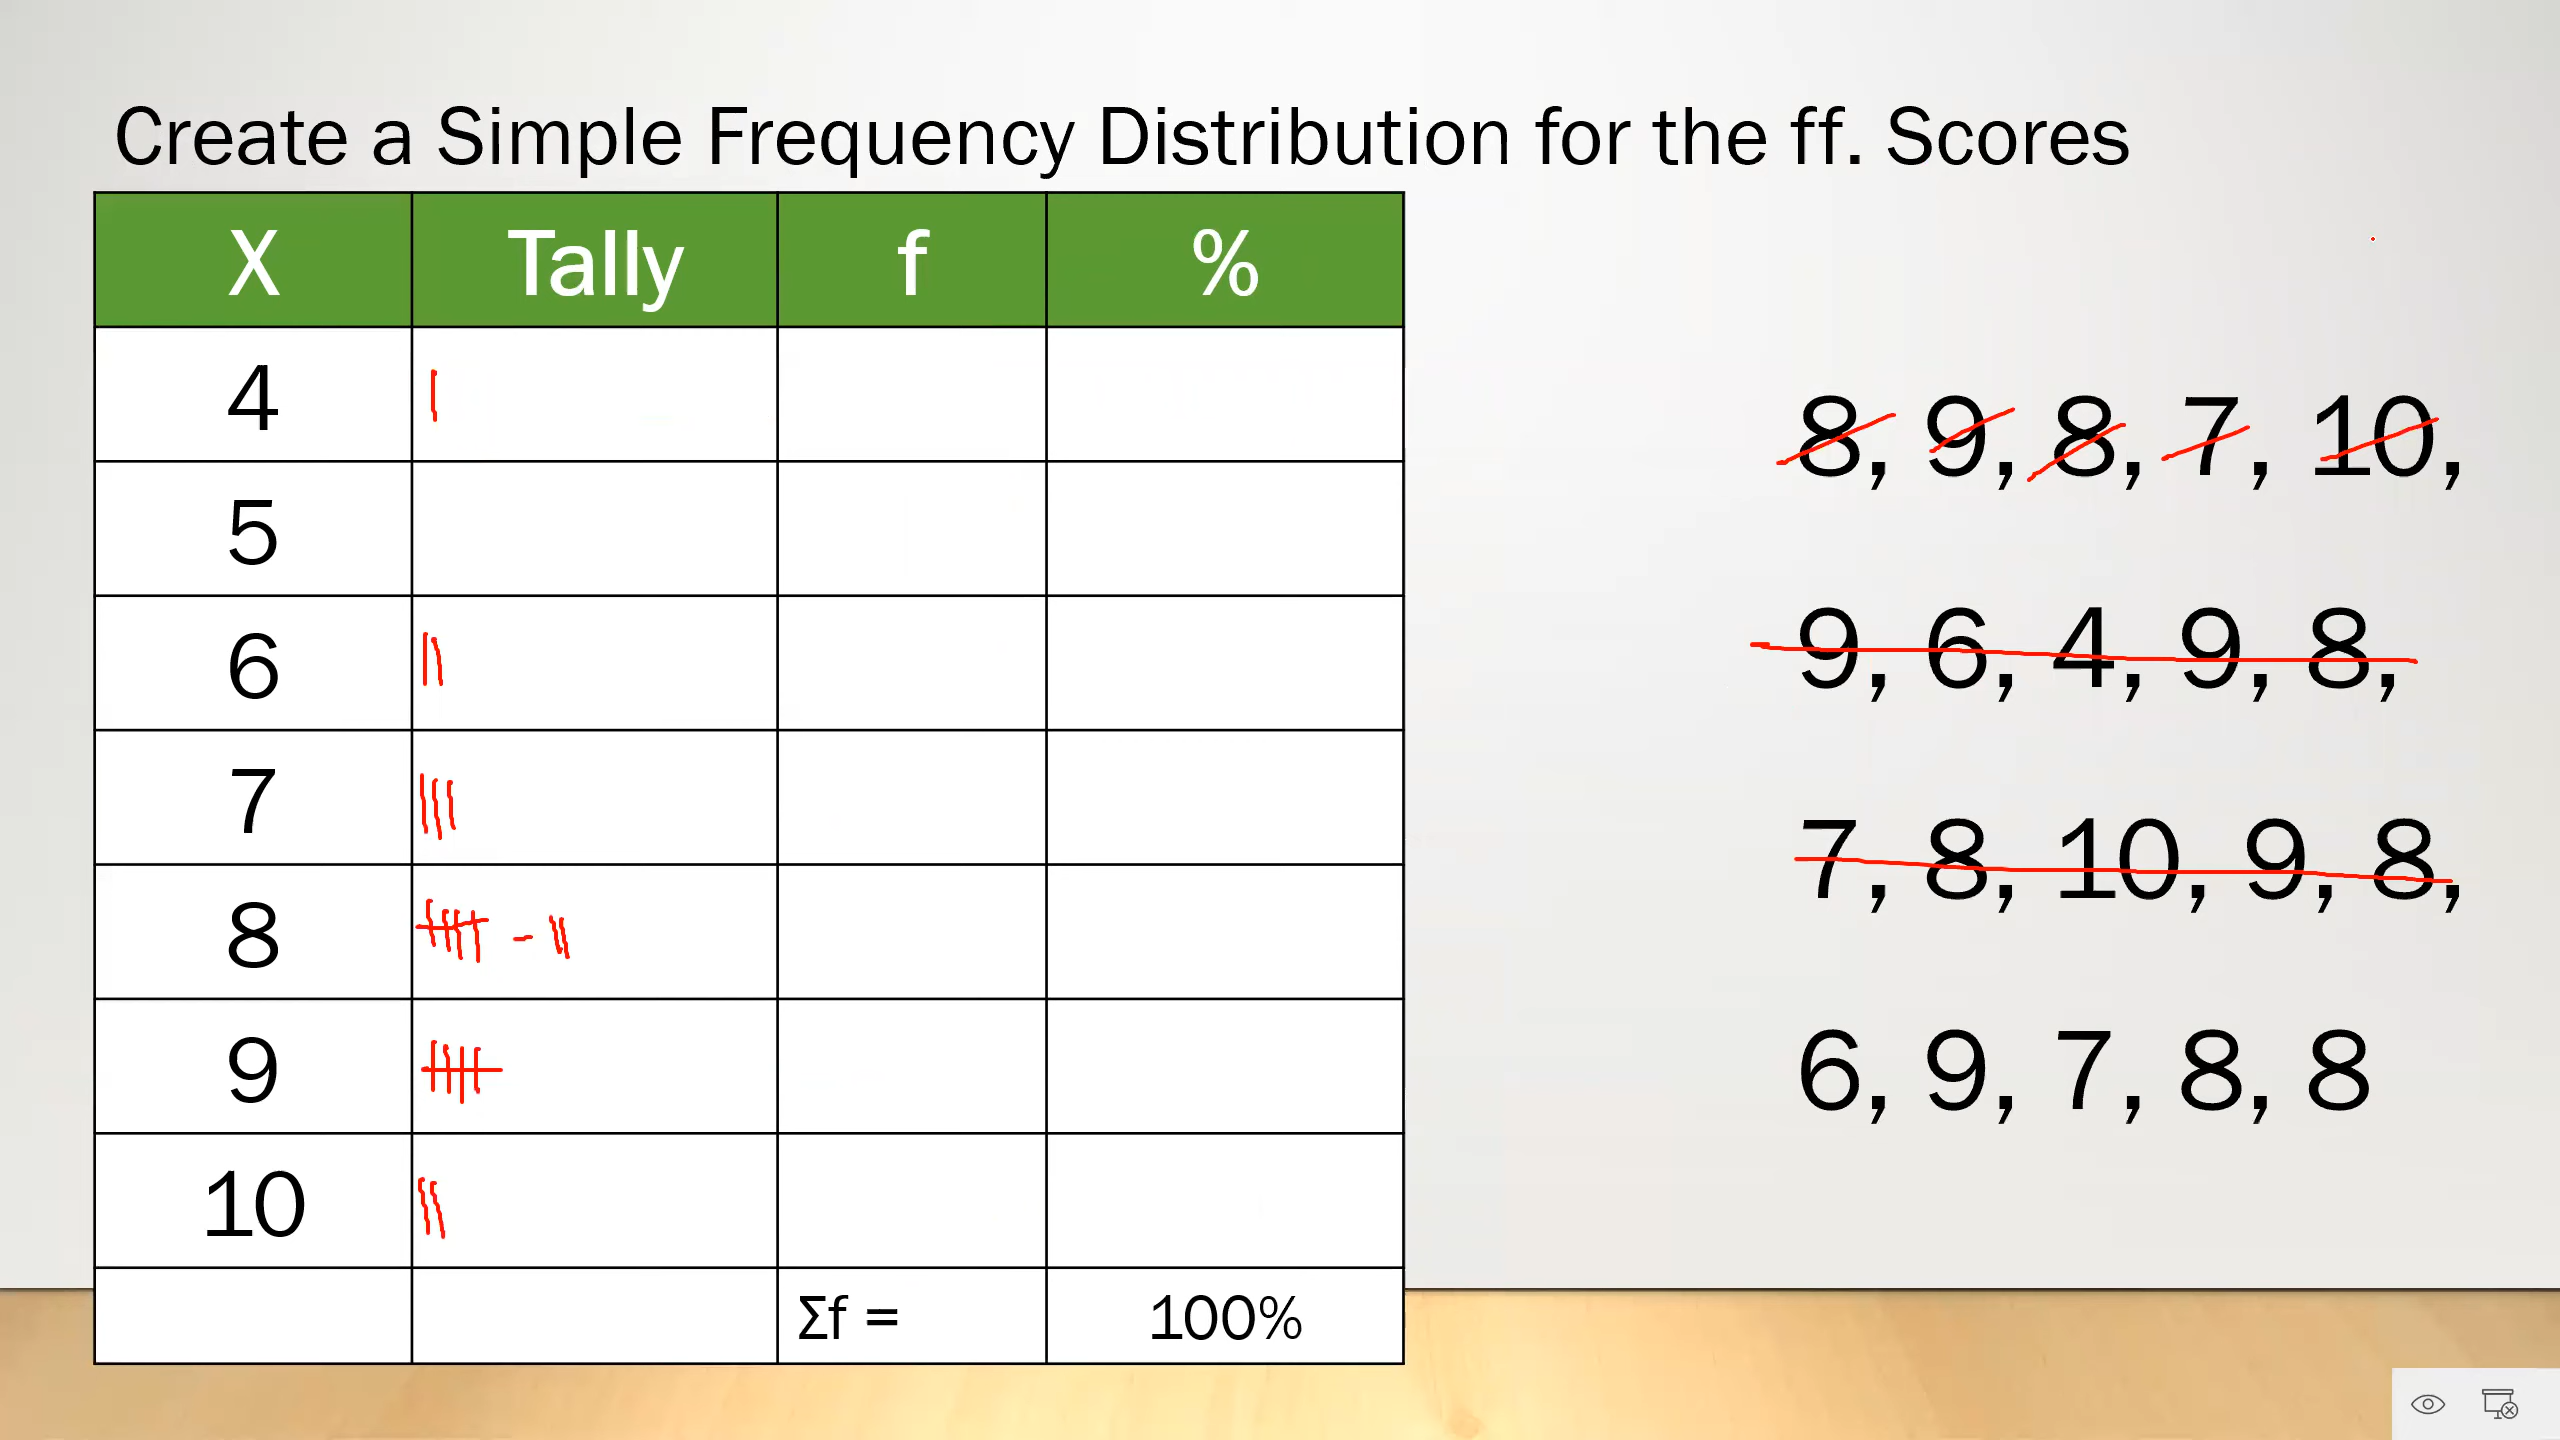 Create a Simple Frequency Distribution for the ff. Scores
X Tally f %
4
5
6
7
8
9
10
Σf = 100%
8, 9, 8, 7, 10,
9, 6, 4, 9, 8,
7, 8, 10, 9, 8,
6, 9, 7, 8, 8